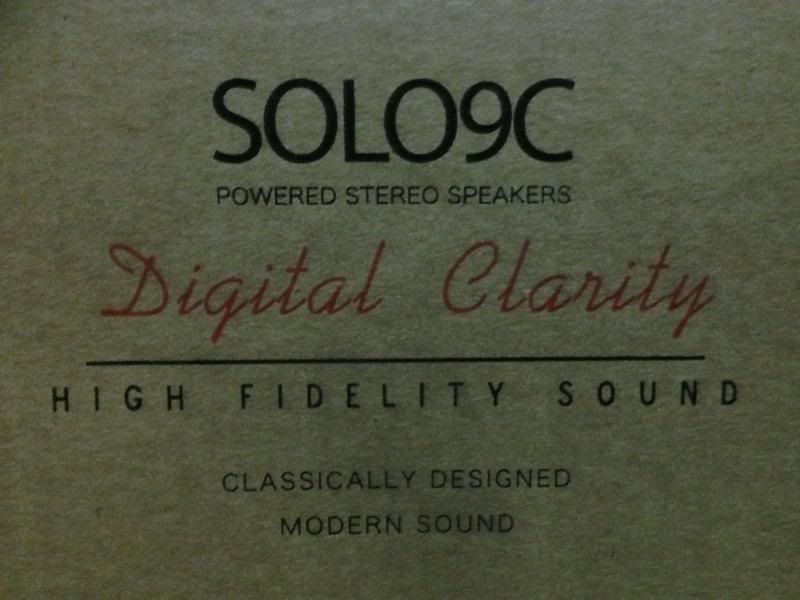 SOLO9C
POWERED STEREO SPEAKERS
Digital Clarity
HIGH FIDELITY SOUND
CLASSICALLY DESIGNED
MODERN SOUND